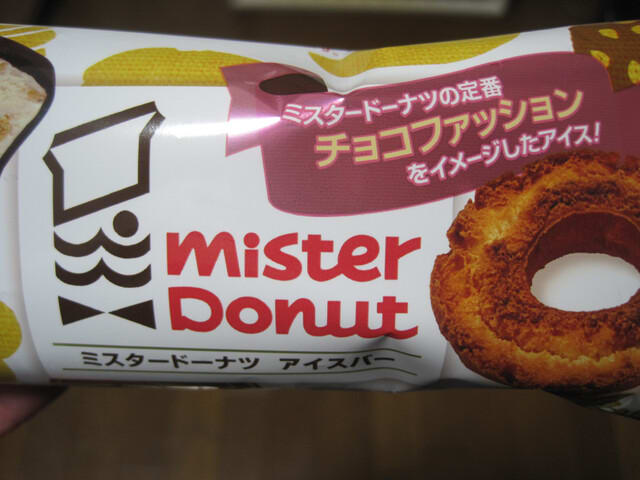 ミスタードーナツの定番
チョコファッション
をイメージしたアイス!
mister
Donut
ミスタードーナツ アイスバー